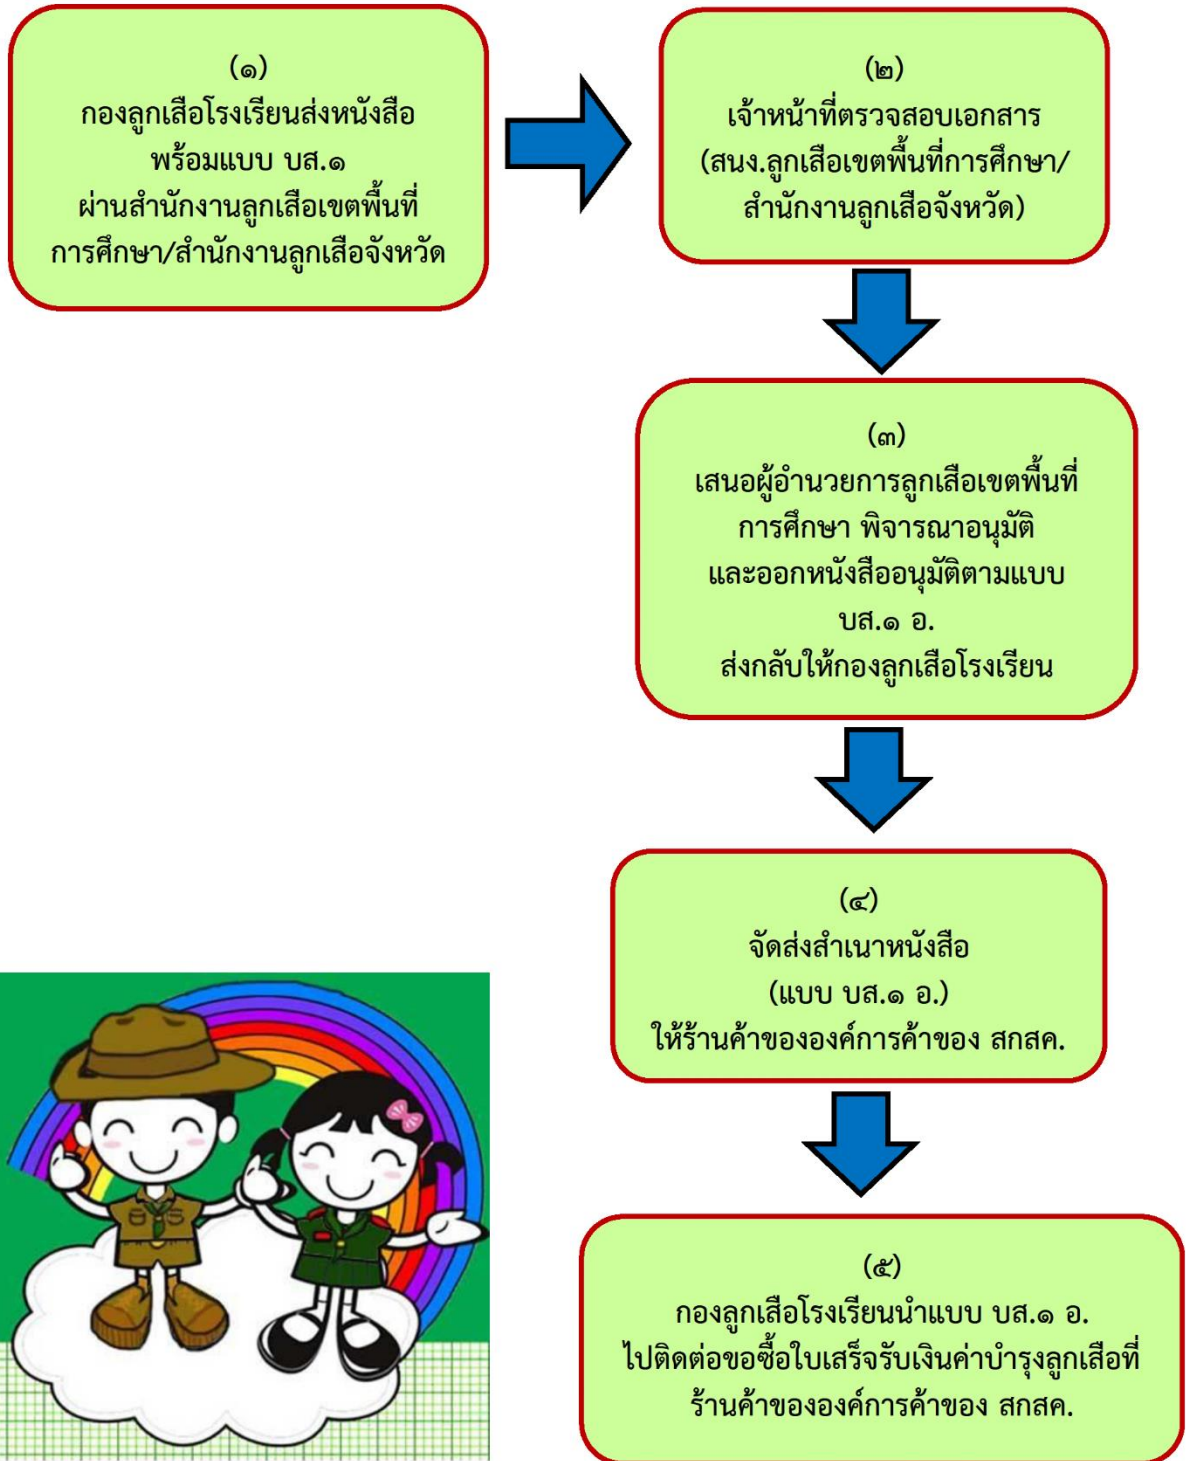 (๑)
กองลูกเสือโรงเรียนส่งหนังสือ
พร้อมแบบ บส.๑
ผ่านสำนักงานลูกเสือเขตพื้นที่
การศึกษา/สำนักงานลูกเสือจังหวัด
(๒)
เจ้าหน้าที่ตรวจสอบเอกสาร
(สนง.ลูกเสือเขตพื้นที่การศึกษา/
สำนักงานลูกเสือจังหวัด)
(๓)
เสนอผู้อำนวยการลูกเสือเขตพื้นที่
การศึกษา พิจารณาอนุมัติ
และออกหนังสืออนุมัติตามแบบ
บส.๑ อ.
ส่งกลับให้กองลูกเสือโรงเรียน
(๔)
จัดส่งสำเนาหนังสือ
(แบบ บส.๑ อ.)
ให้ร้านค้าขององค์การค้าของ สกสค.
(๕)
กองลูกเสือโรงเรียนนำแบบ บส.๑ อ.
ไปติดต่อขอซื้อใบเสร็จรับเงินค่าบำรุงลูกเสือที่
ร้านค้าขององค์การค้าของ สกสค.